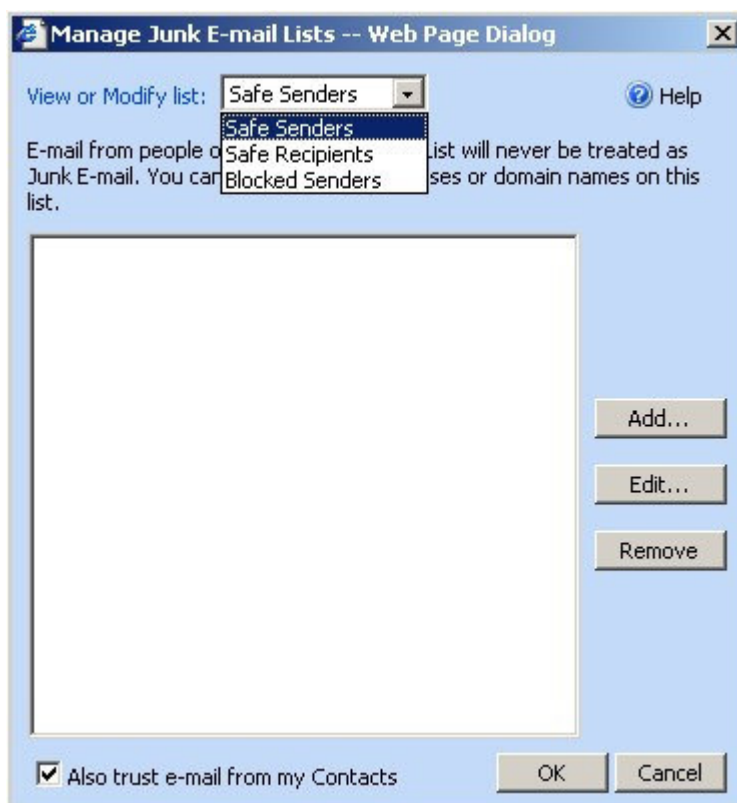 Manage Junk E-mail Lists -- Web Page Dialog
View or Modify list: Safe Senders Help
Safe Senders
Safe Recipients
Blocked Senders
E-mail from people o List will never be treated as
Junk E-mail. You can ses or domain names on this
list.
Add...
Edit...
Remove
Also trust e-mail from my Contacts OK Cancel